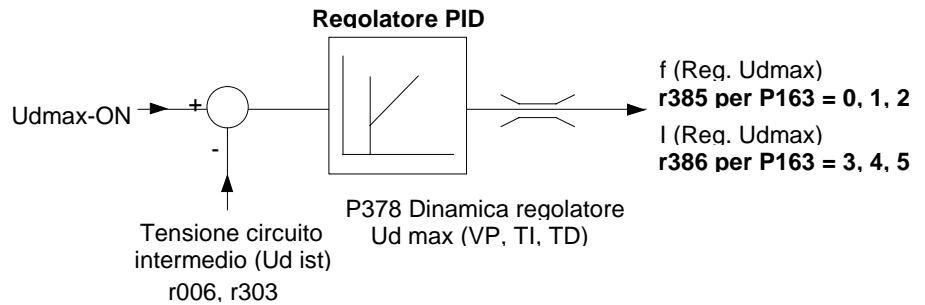 Regolatore PID
Udmax-ON
+
-
Tensione circuito
intermedio (Ud ist)
r006, r303
P378 Dinamica regolatore
Ud max (VP, TI, TD)
f (Reg. Udmax)
r385 per P163 = 0, 1, 2
I (Reg. Udmax)
r386 per P163 = 3, 4, 5